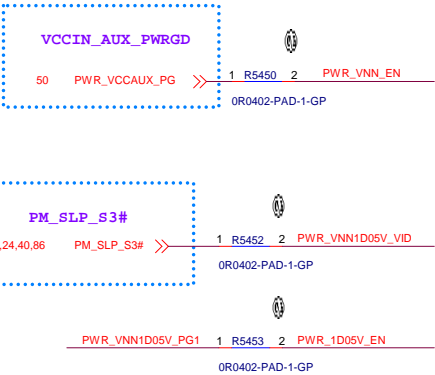 VCCIN_AUX_PWRGD
50 PWR_VCCAUX_PG 1 R5450 2 PWR_VNN_EN
0R0402-PAD-1-GP
PM_SLP_S3#
,24,40,86 PM_SLP_S3# 1 R5452 2 PWR_VNN1D05V_VID
0R0402-PAD-1-GP
PWR_VNN1D05V_PG1 1 R5453 2 PWR_1D05V_EN
0R0402-PAD-1-GP